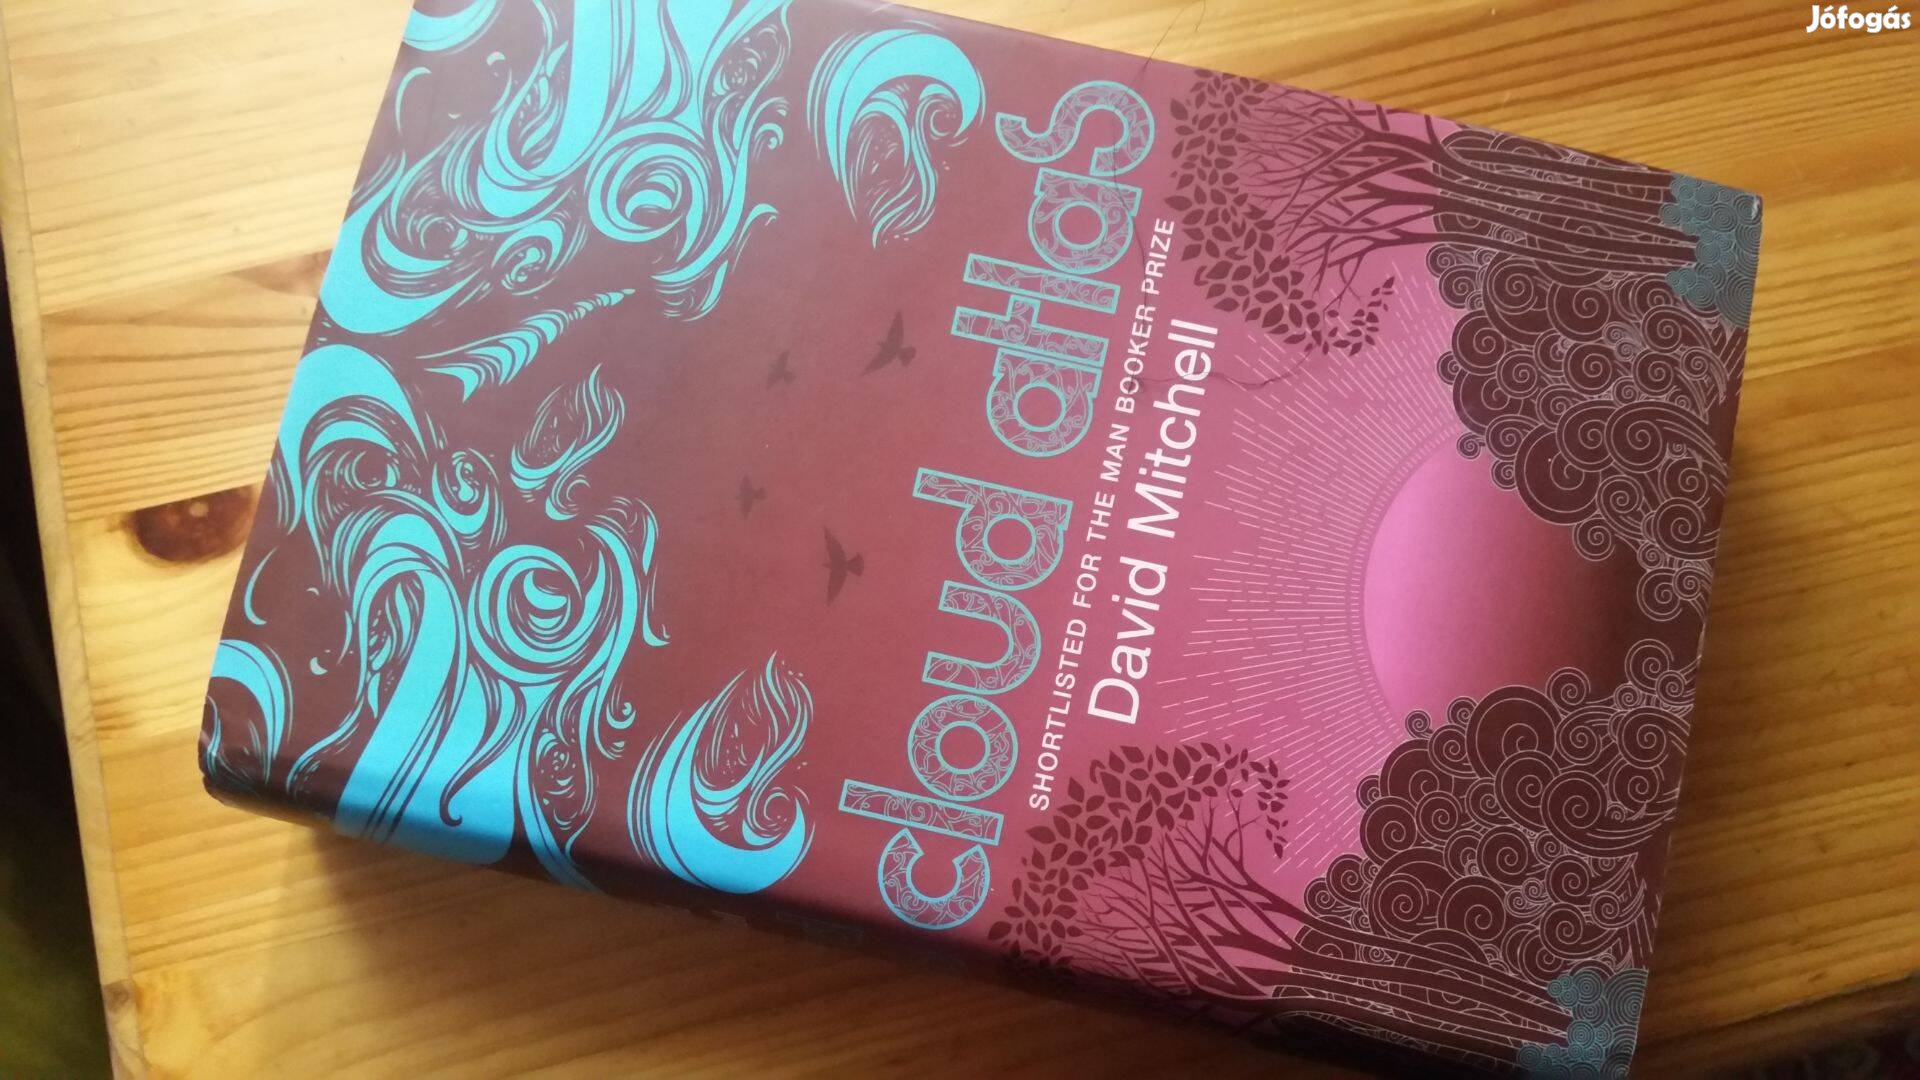 Jófogás
cloud atlas
SHORTLISTED FOR THE MAN BOOKER PRIZE
David Mitchell